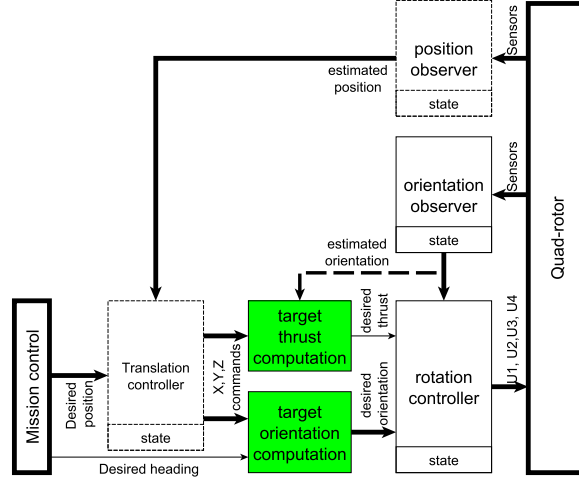 position
observer
state
Sensors
estimated
position
orientation
observer
state
Sensors
Quad-rotor
estimated
orientation
Mission control
Desired
position
Translation
controller
state
X,Y,Z
commands
target
thrust
computation
desired
thrust
target
orientation
computation
desired
orientation
rotation
controller
state
U1, U2,U3, U4
Desired heading